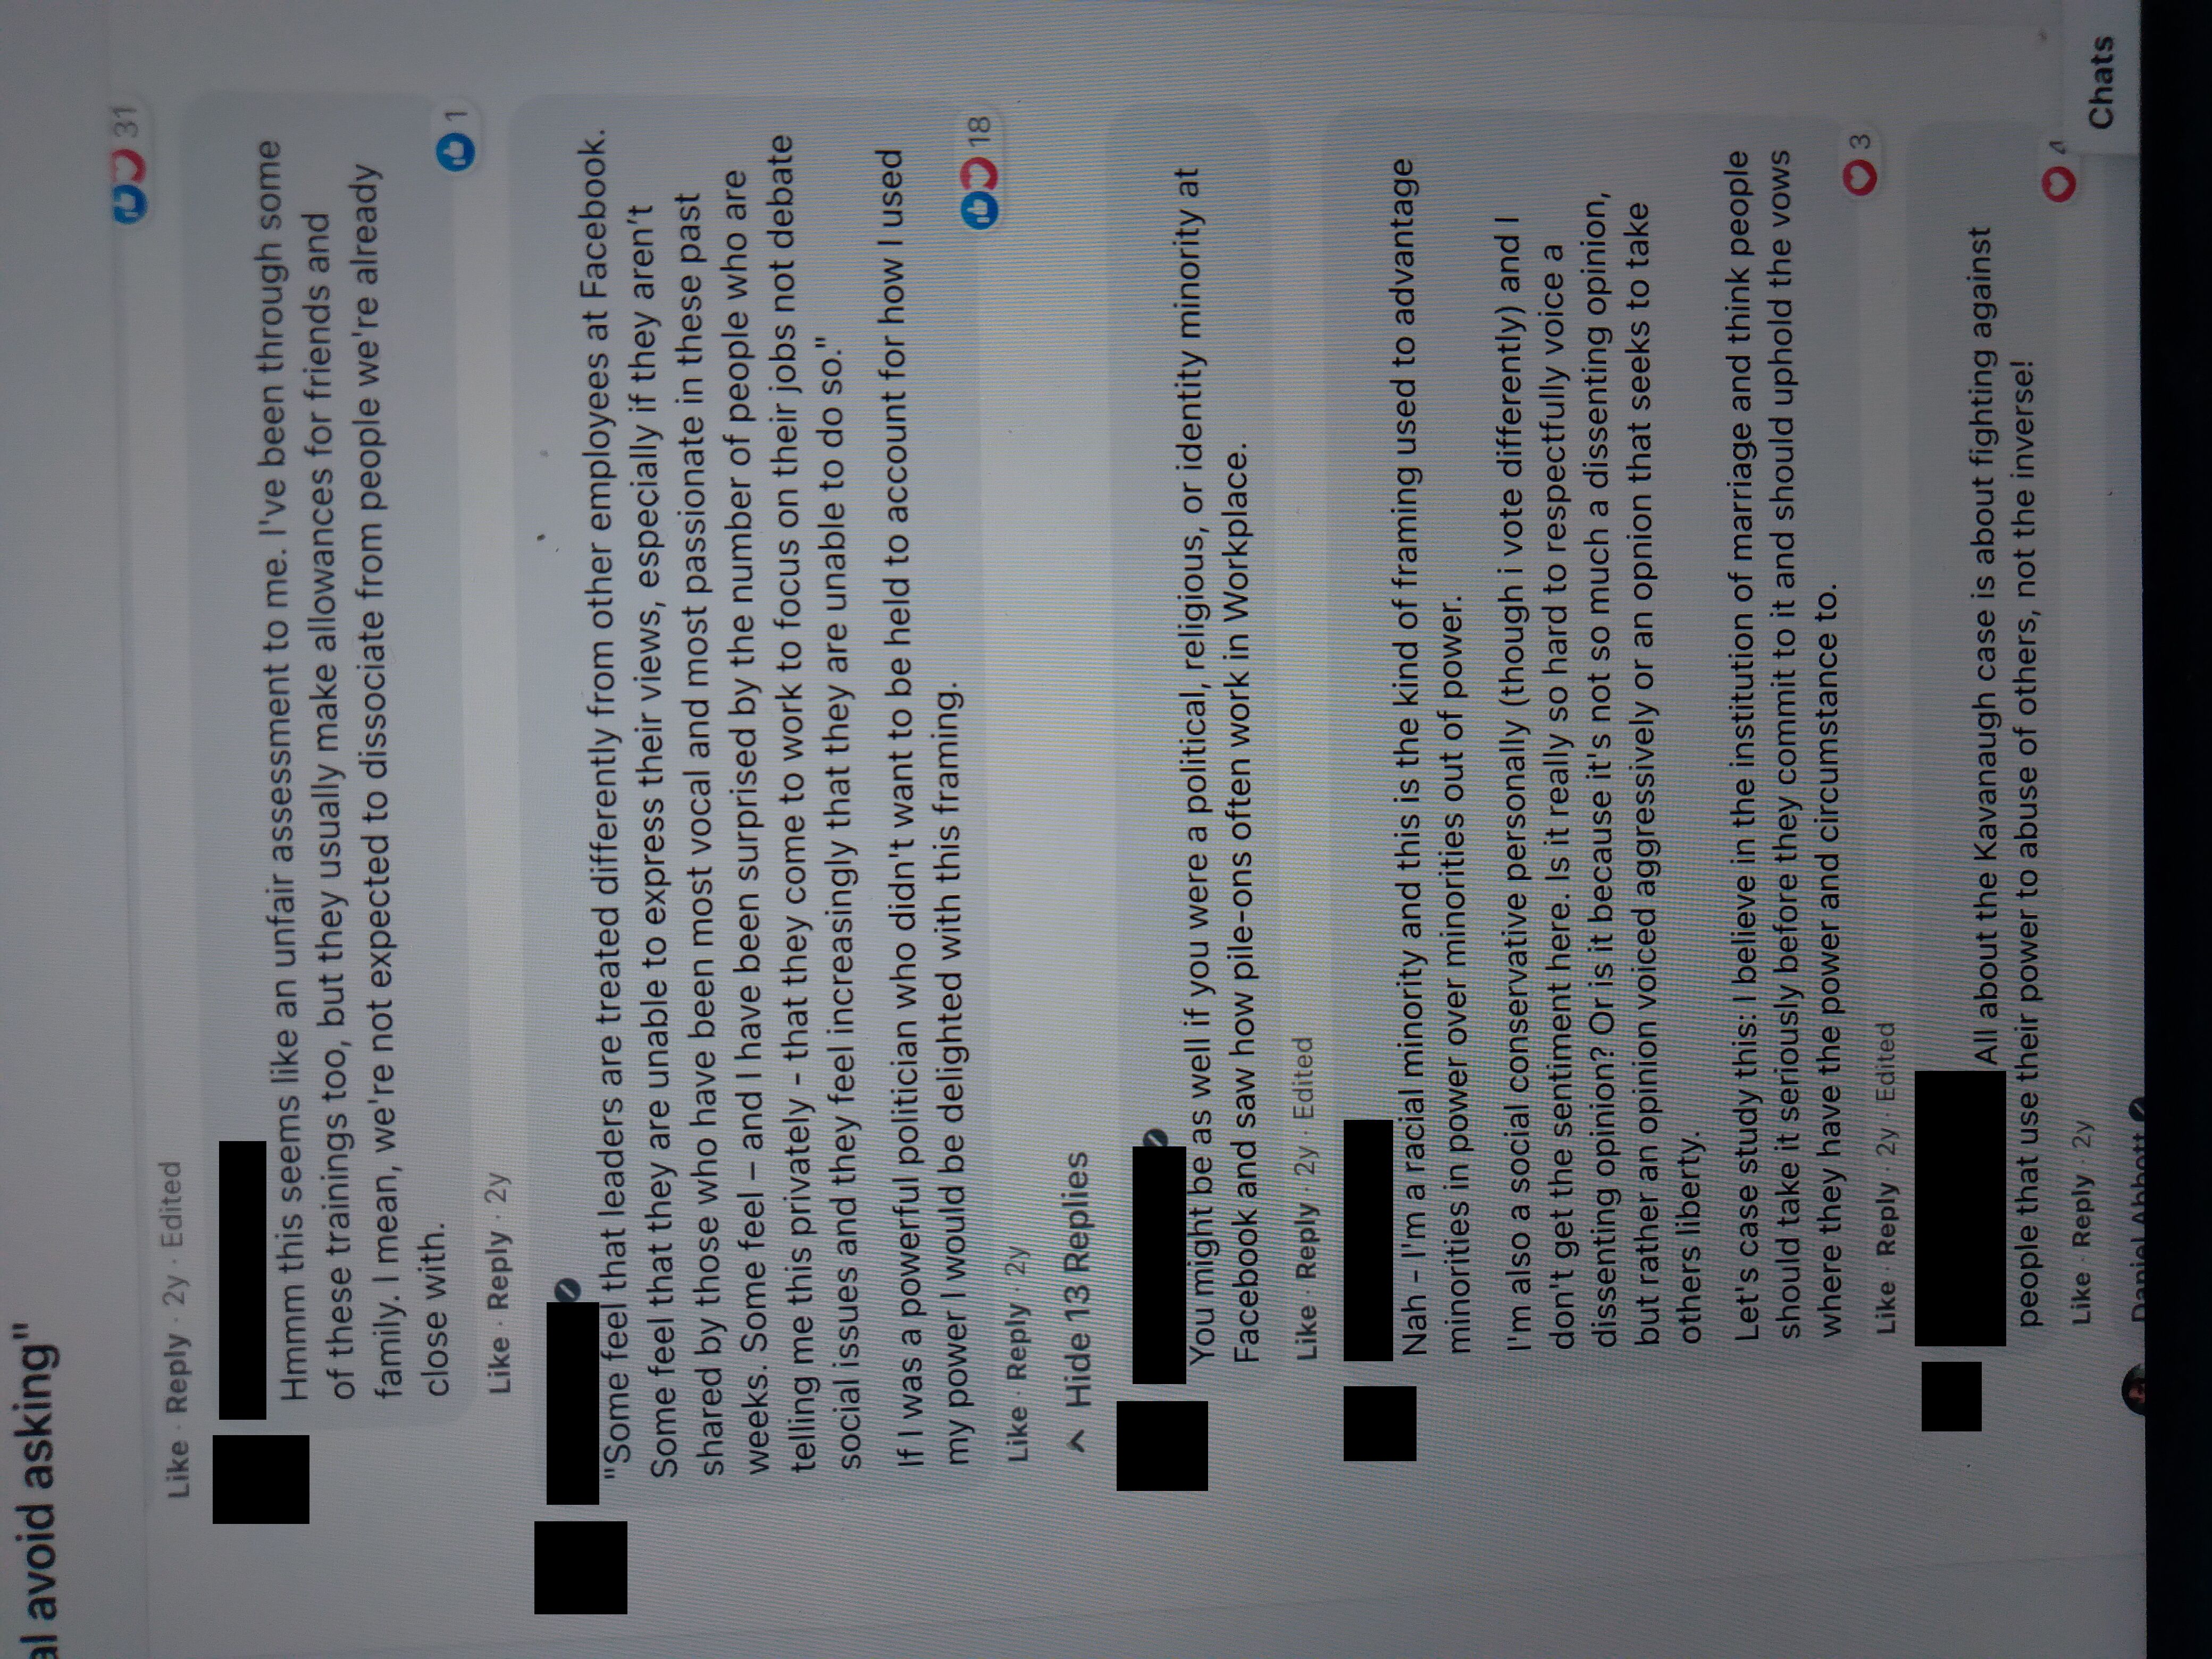 al avoid asking"
31
Like · Reply · 2y · Edited
Hmmm this seems like an unfair assessment to me. I've been through some
of these trainings too, but they usually make allowances for friends and
family. I mean, we're not expected to dissociate from people we're already
close with.
1
Like · Reply · 2y
"Some feel that leaders are treated differently from other employees at Facebook.
Some feel that they are unable to express their views, especially if they aren't
shared by those who have been most vocal and most passionate in these past
weeks. Some feel – and I have been surprised by the number of people who are
telling me this privately - that they come to work to focus on their jobs not debate
social issues and they feel increasingly that they are unable to do so."
If I was a powerful politician who didn't want to be held to account for how I used
my power I would be delighted with this framing.
18
Like · Reply · 2y
Hide 13 Replies
You might be as well if you were a political, religious, or identity minority at
Facebook and saw how pile-ons often work in Workplace.
Like · Reply · 2y · Edited
Nah - I'm a racial minority and this is the kind of framing used to advantage
minorities in power over minorities out of power.
I'm also a social conservative personally (though i vote differently) and I
don't get the sentiment here. Is it really so hard to respectfully voice a
dissenting opinion? Or is it because it's not so much a dissenting opinion,
but rather an opinion voiced aggressively or an opnion that seeks to take
others liberty.
Let's case study this: I believe in the institution of marriage and think people
should take it seriously before they commit to it and should uphold the vows
where they have the power and circumstance to.
3
Like · Reply · 2y · Edited
All about the Kavanaugh case is about fighting against
people that use their power to abuse of others, not the inverse!
4
Like · Reply · 2y
Daniel Abbott
Chats